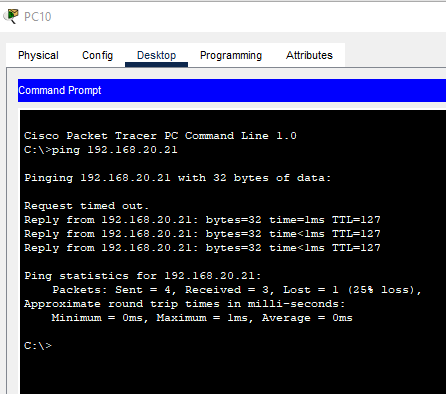 PC10
Physical Config Desktop Programming Attributes
Command Prompt
Cisco Packet Tracer PC Command Line 1.0
C:\>ping 192.168.20.21
Pinging 192.168.20.21 with 32 bytes of data:
Request timed out.
Reply from 192.168.20.21: bytes=32 time=1ms TTL=127
Reply from 192.168.20.21: bytes=32 time<1ms TTL=127
Reply from 192.168.20.21: bytes=32 time<1ms TTL=127
Ping statistics for 192.168.20.21:
Packets: Sent = 4, Received = 3, Lost = 1 (25% loss),
Approximate round trip times in milli-seconds:
Minimum = 0ms, Maximum = 1ms, Average = 0ms
C:\>